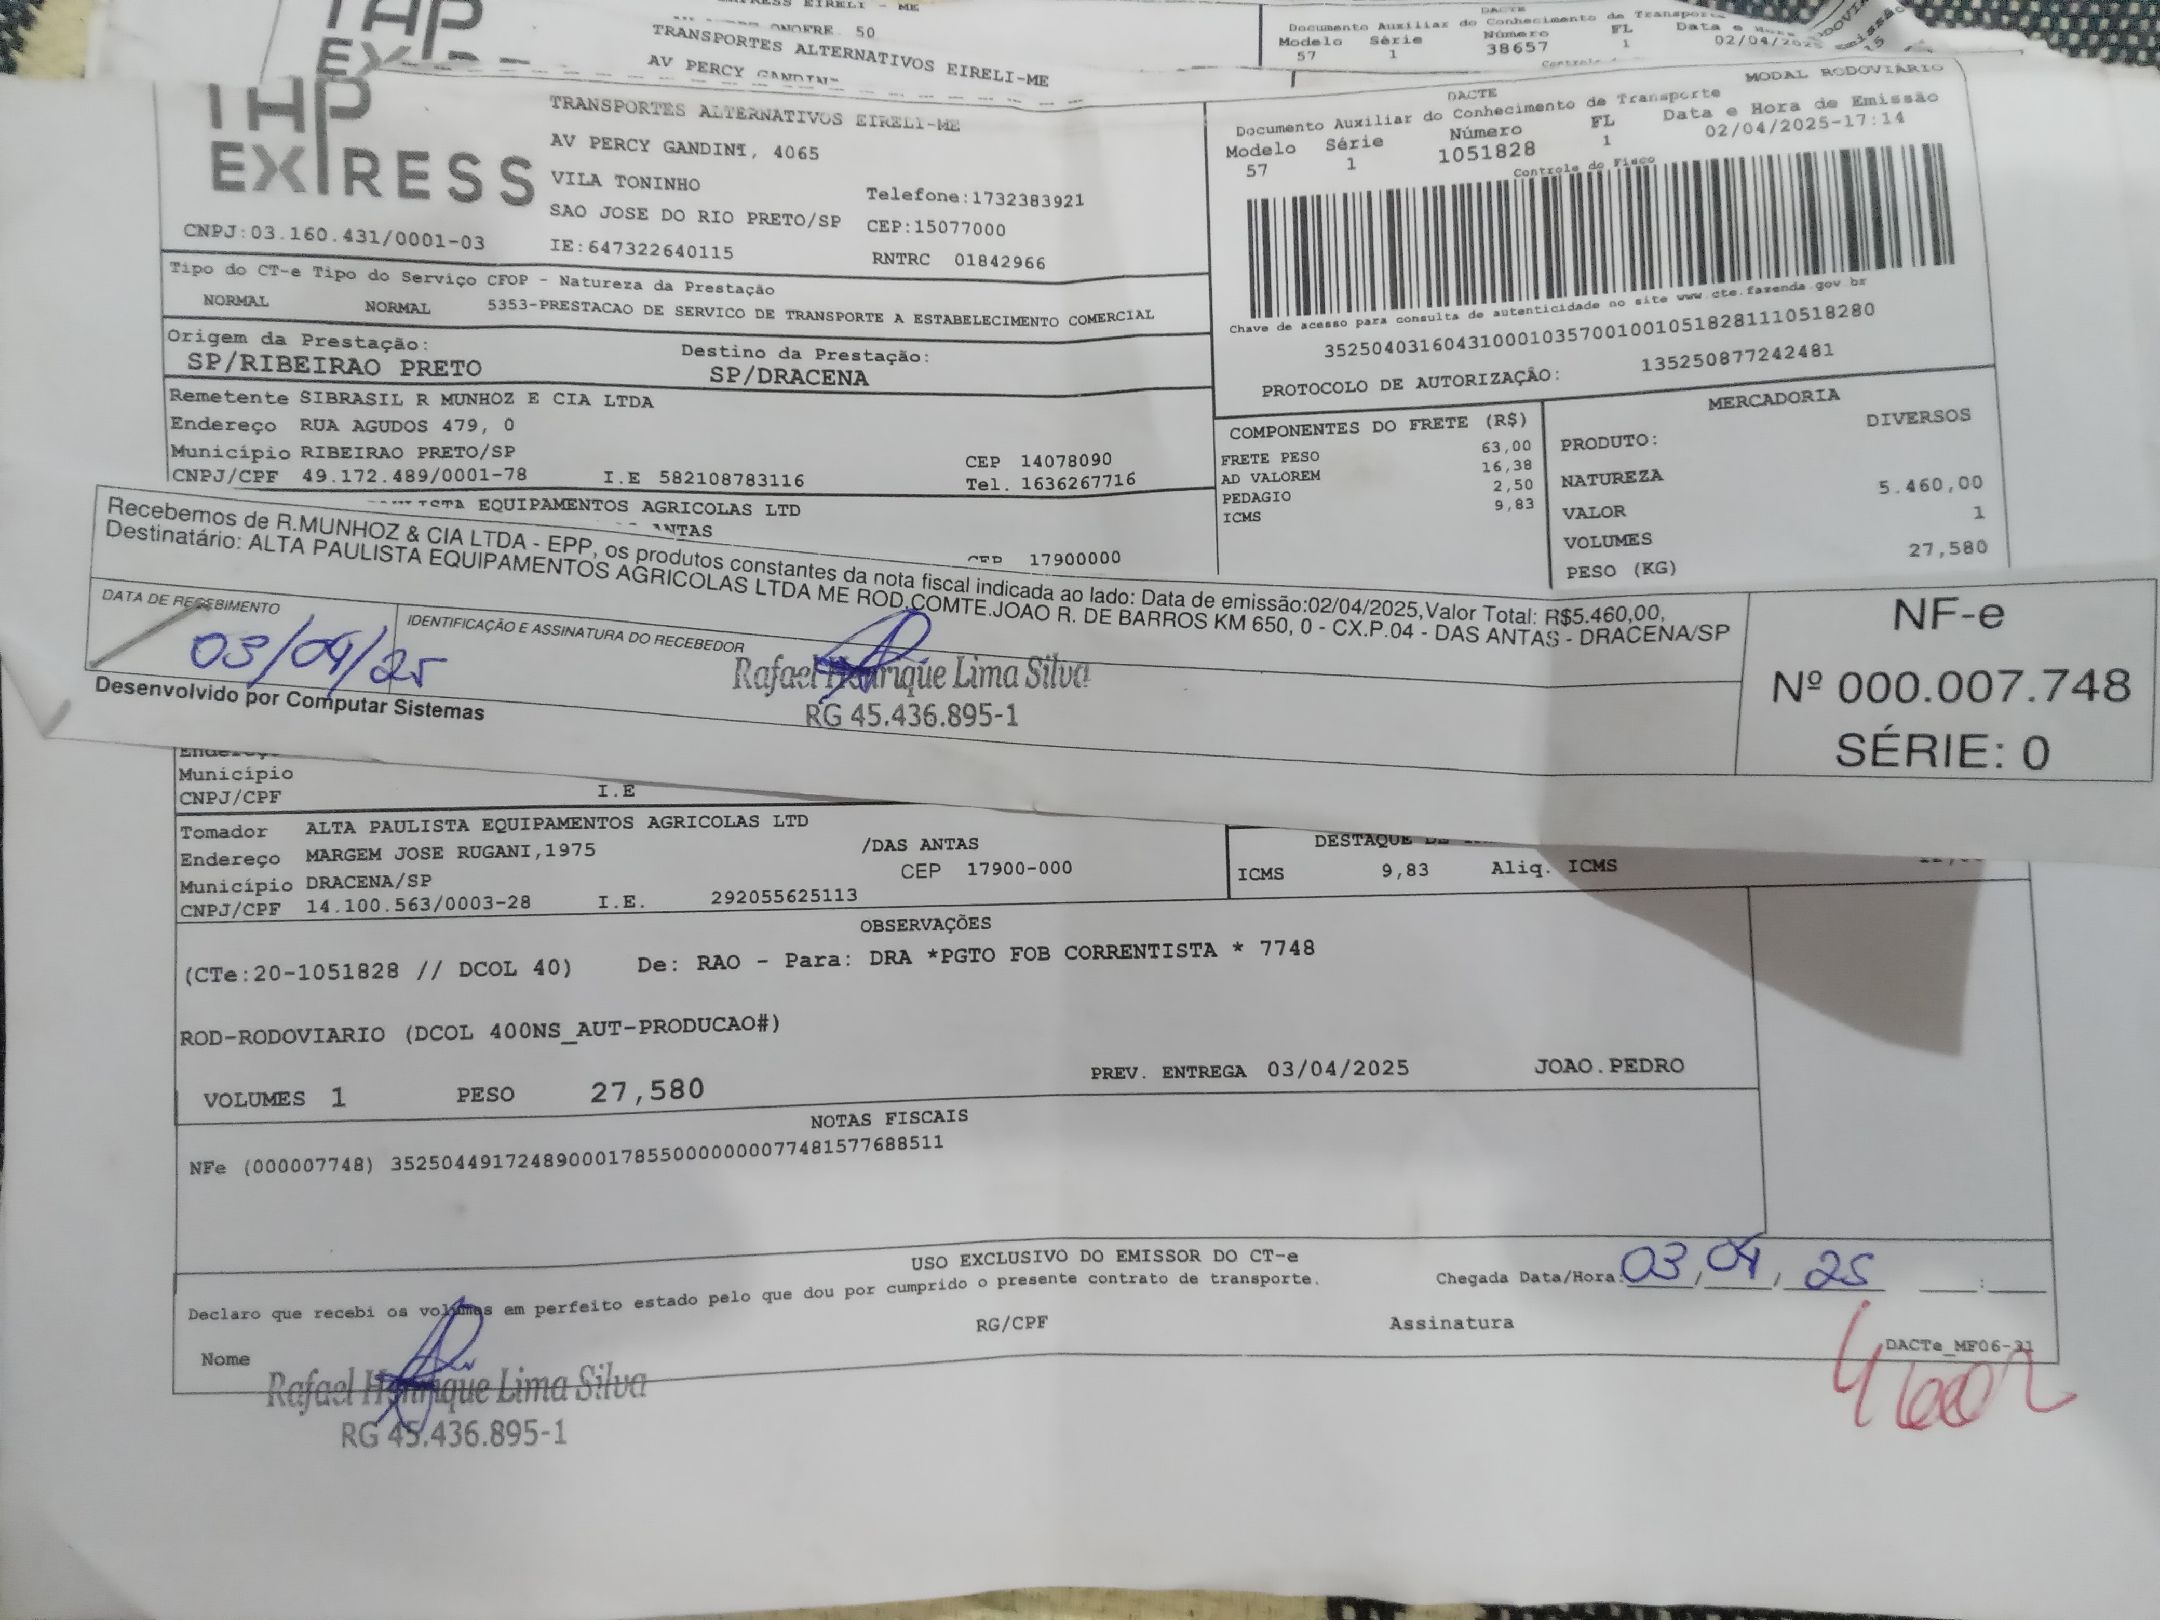 THP
EX
ESS EIRELI - ME
ONOFRE 50
TRANSPORTES ALTERNATIVOS EIRELI-ME
AV PERCY
DACTE
Documento Auxiliar do Conhecimento de Transporte
Modelo Série Número FL Data e
57 1 38657 1 02/04/2025
THP
EXPRESS
CNPJ:03.160.431/0001-03
TRANSPORTES ALTERNATIVOS EIRELI-ME
AV PERCY GANDINI, 4065
VILA TONINHO
Telefone:1732383921
SAO JOSE DO RIO PRETO/SP CEP:15077000
IE:647322640115 RNTRC 01842966
MODAL RODOVIÁRIO
DACTE
Documento Auxiliar do Conhecimento de Transporte
Modelo Série Número FL Data e Hora de Emissão
57 1 1051828 1 02/04/2025-17:14
Controle do Fisco
Chave de acesso para consulta de autenticidade no site www.cte.fazenda.gov.br
35250403160431000103570010010518281110518280
PROTOCOLO DE AUTORIZAÇÃO: 135250877242481
Tipo do CT-e Tipo do Serviço CFOP - Natureza da Prestação
NORMAL NORMAL 5353-PRESTACAO DE SERVICO DE TRANSPORTE A ESTABELECIMENTO COMERCIAL
Origem da Prestação: Destino da Prestação:
SP/RIBEIRAO PRETO SP/DRACENA
Remetente SIBRASIL R MUNHOZ E CIA LTDA
Endereço RUA AGUDOS 479, 0
Município RIBEIRAO PRETO/SP CEP 14078090
CNPJ/CPF 49.172.489/0001-78 I.E 582108783116 Tel. 1636267716
EQUIPAMENTOS AGRICOLAS LTD
ANTAS
CEP 17900000
COMPONENTES DO FRETE (R$)
FRETE PESO 63,00
AD VALOREM 16,38
PEDAGIO 2,50
ICMS 9,83
MERCADORIA
PRODUTO: DIVERSOS
NATUREZA
VALOR 5.460,00
VOLUMES 1
PESO (KG) 27,580
Recebemos de R.MUNHOZ & CIA LTDA - EPP, os produtos constantes da nota fiscal indicada ao lado: Data de emissão:02/04/2025,Valor Total: R$5.460,00,
Destinatário: ALTA PAULISTA EQUIPAMENTOS AGRICOLAS LTDA ME ROD.COMTE.JOAO R. DE BARROS KM 650, 0 - CX.P.04 - DAS ANTAS - DRACENA/SP
DATA DE RECEBIMENTO
03/04/25
IDENTIFICAÇÃO E ASSINATURA DO RECEBEDOR
Rafael Henrique Lima Silva
RG 45.436.895-1
Desenvolvido por Computar Sistemas
NF-e
Nº 000.007.748
SÉRIE: 0
Endereço
Município
CNPJ/CPF I.E
Tomador ALTA PAULISTA EQUIPAMENTOS AGRICOLAS LTD
Endereço MARGEM JOSE RUGANI,1975 /DAS ANTAS
Município DRACENA/SP CEP 17900-000
CNPJ/CPF 14.100.563/0003-28 I.E. 292055625113
DESTAQUE
ICMS 9,83 Aliq. ICMS
OBSERVAÇÕES
(CTe:20-1051828 // DCOL 40) De: RAO - Para: DRA *PGTO FOB CORRENTISTA * 7748
ROD-RODOVIARIO (DCOL 400NS_AUT-PRODUCAO#)
PREV. ENTREGA 03/04/2025 JOAO.PEDRO
VOLUMES 1 PESO 27,580
NOTAS FISCAIS
NFe (000007748) 35250449172489000178550000000077481577688511
USO EXCLUSIVO DO EMISSOR DO CT-e
Declaro que recebi os volumes em perfeito estado pelo que dou por cumprido o presente contrato de transporte.
Chegada Data/Hora: 03, 04, 25 :
Nome RG/CPF Assinatura
DACTe_MF06-31
Rafael Henrique Lima Silva
RG 45.436.895-1